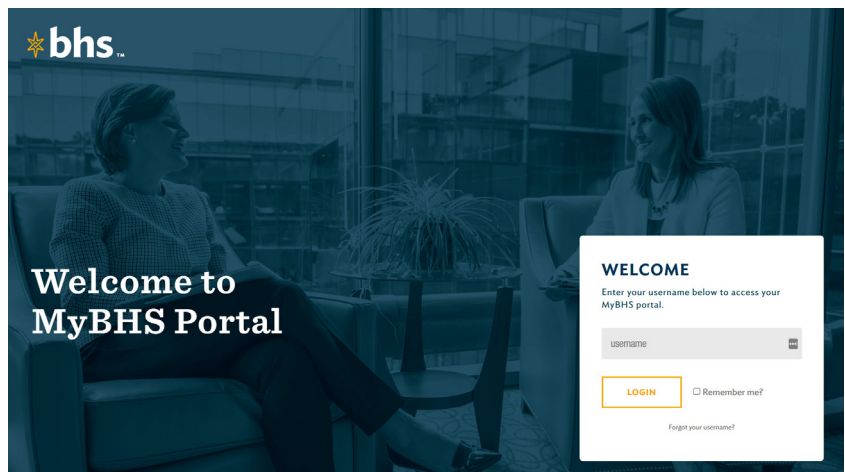 bhs™
Welcome to
MyBHS Portal
WELCOME
Enter your username below to access your
MyBHS portal.
username
LOGIN
Remember me?
Forgot your username?